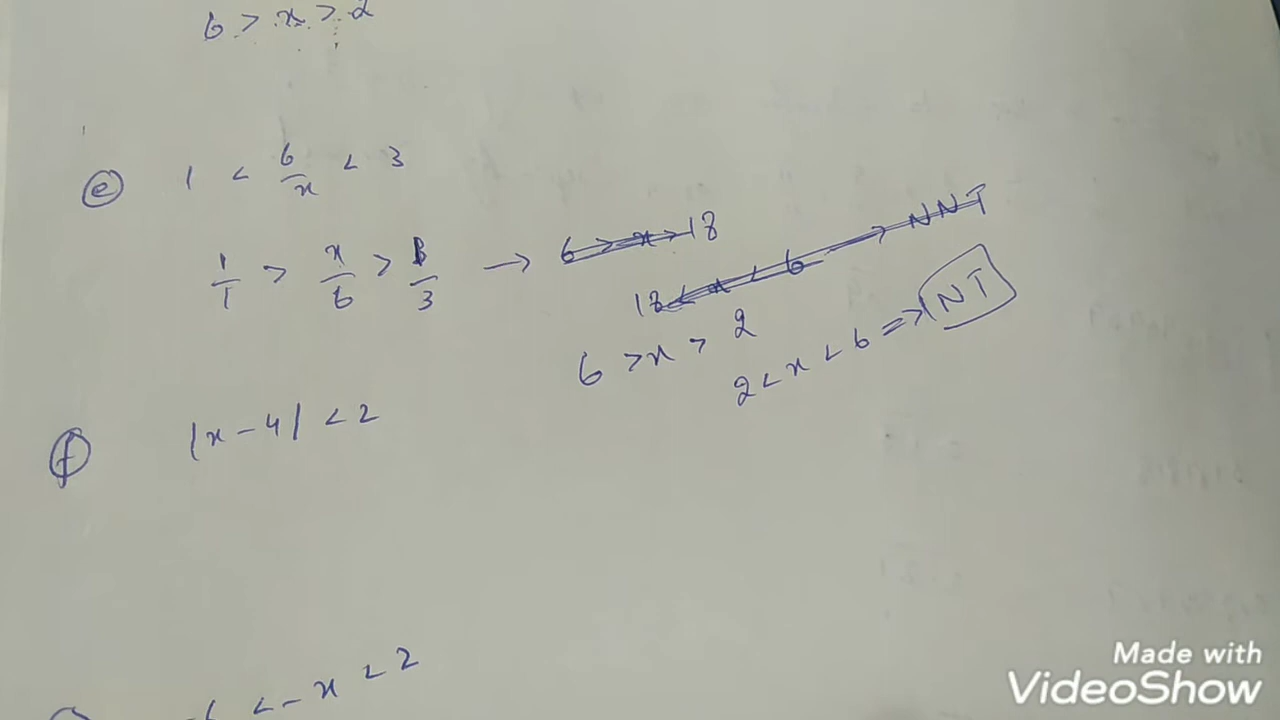 6 > x > 2
(e) 1 < 6/x < 3
1/1 > x/6 > 1/3 → 6 > x > 18
18 < x < 6 → NNT
6 > x > 2
2 < x < 6 ⇒ NT
(f) |x - 4| < 2
-6 < -x < 2
Made with
VideoShow